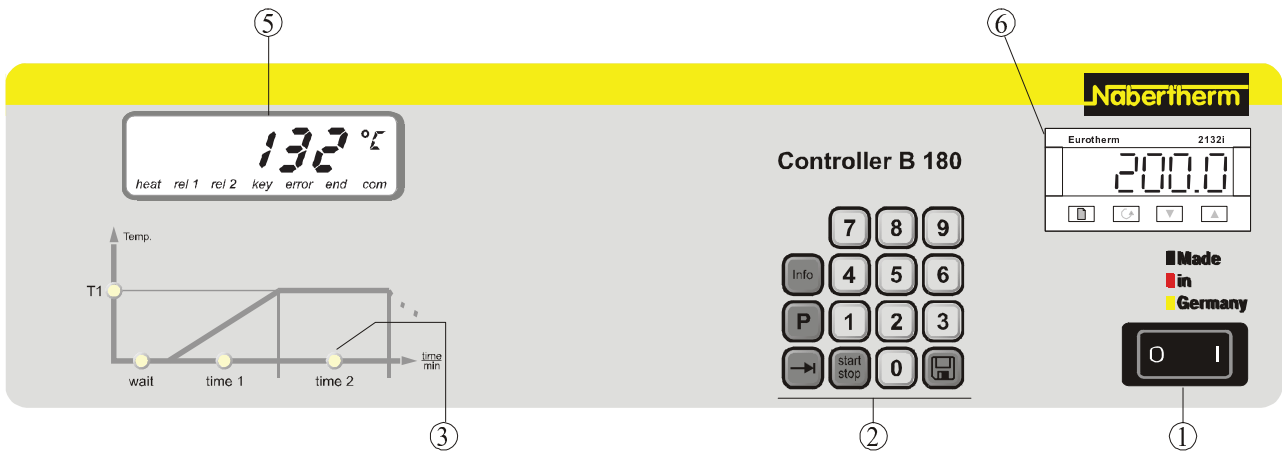 5
6
Nabertherm
132 °C
heat rel 1 rel 2 key error end com
Controller B 180
Eurotherm 2132i
200.0
7 8 9
Info 4 5 6
P 1 2 3
start
stop
0
Temp.
T1
time
min
wait time 1 time 2
Made
in
Germany
O I
3
2
1